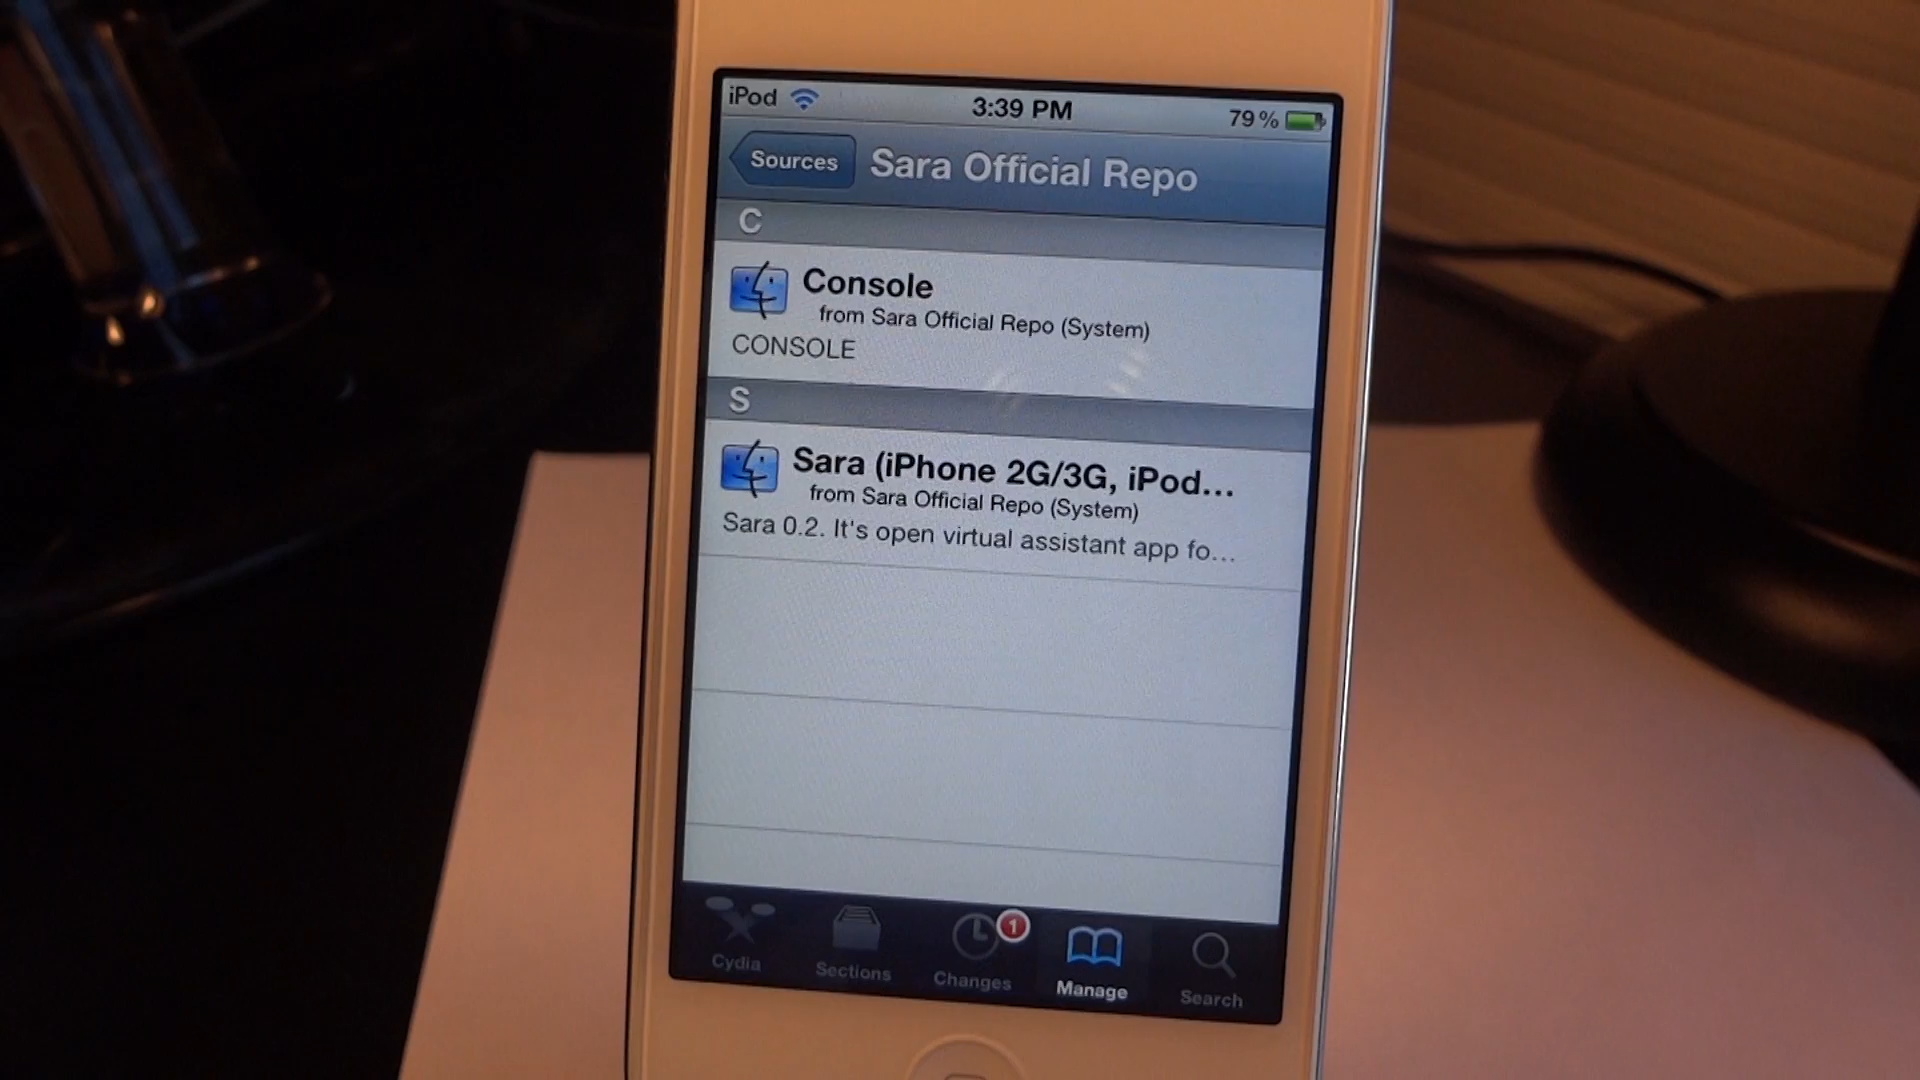 iPod 3:39 PM 79%
Sources Sara Official Repo
C
Console
from Sara Official Repo (System)
CONSOLE
S
Sara (iPhone 2G/3G, iPod...
from Sara Official Repo (System)
Sara 0.2. It's open virtual assistant app fo...
1
Cydia Sections Changes Manage Search